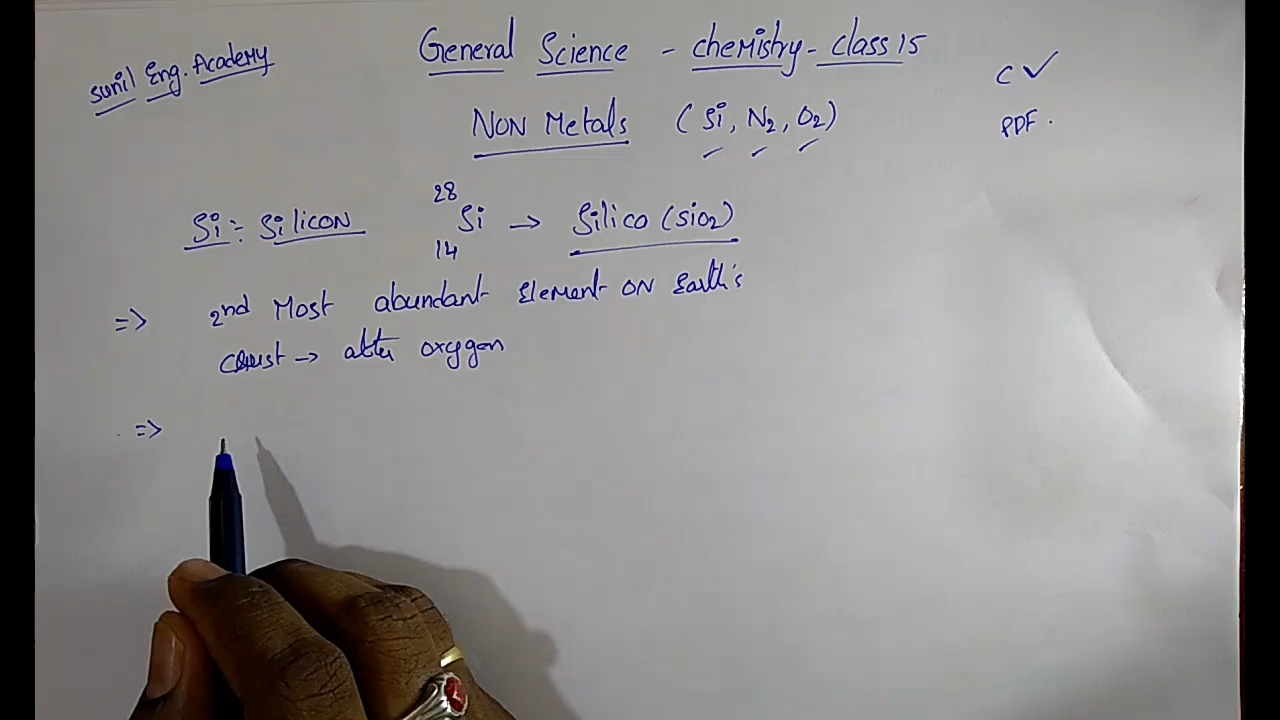 Sunil Eng. Academy
General Science - chemistry - class 15
C ✓
NON Metals (Si, N2, O2)
PDF.
Si := SiliCON 28 14 Si → Silico (SiO2)
=> 2nd Most abundant Element ON Earth's
Crust → after oxygen
=>